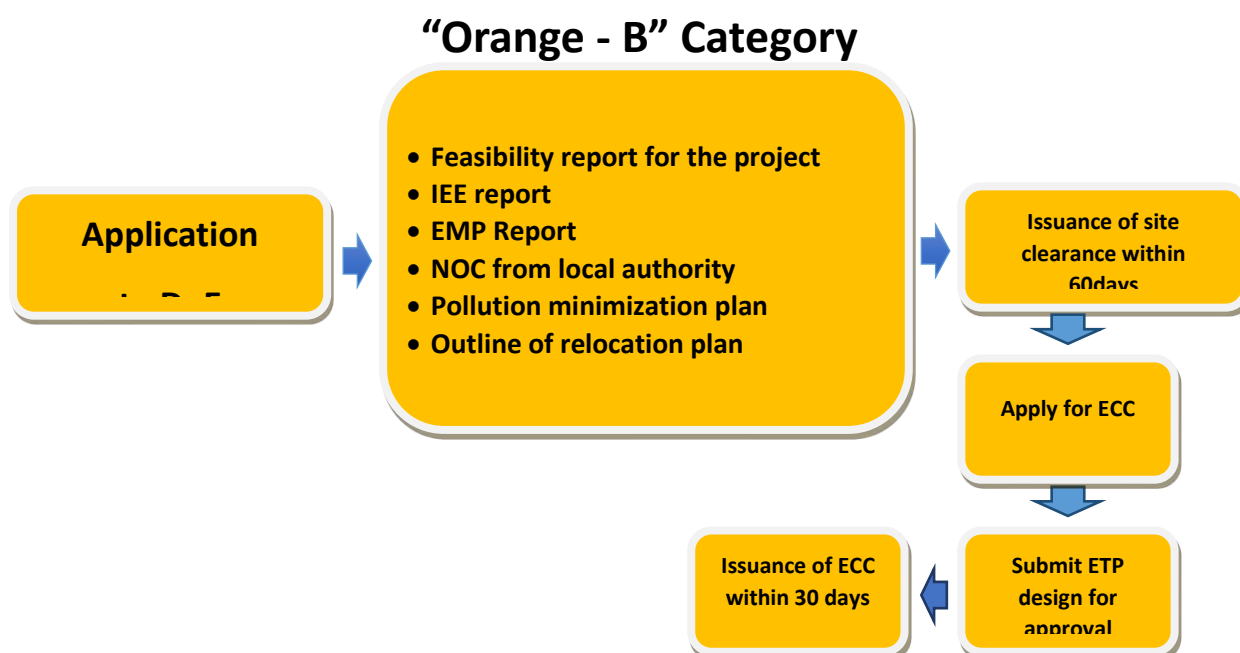 “Orange - B” Category
Application
• Feasibility report for the project
• IEE report
• EMP Report
• NOC from local authority
• Pollution minimization plan
• Outline of relocation plan
Issuance of site
clearance within
60days
Apply for ECC
Submit ETP
design for
approval
Issuance of ECC
within 30 days